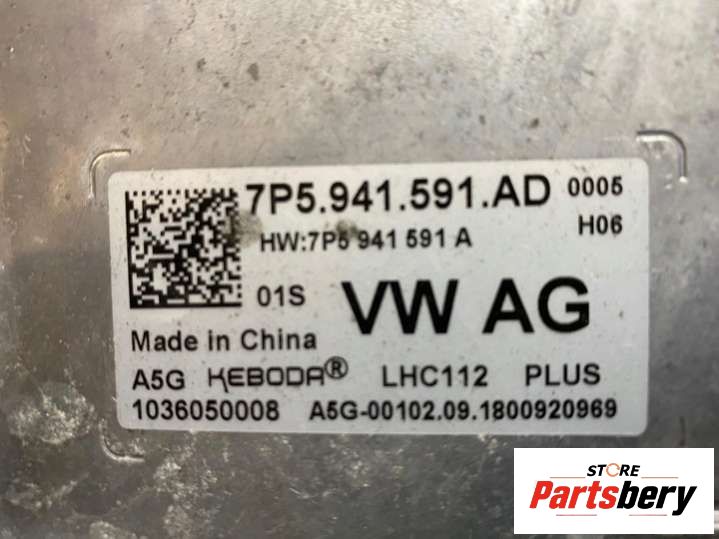 7P5.941.591.AD 0005
HW:7P5 941 591 A H06
01S VW AG
Made in China
A5G KEBODA® LHC112 PLUS
1036050008 A5G-00102.09.1800920969
STORE
Partsbery